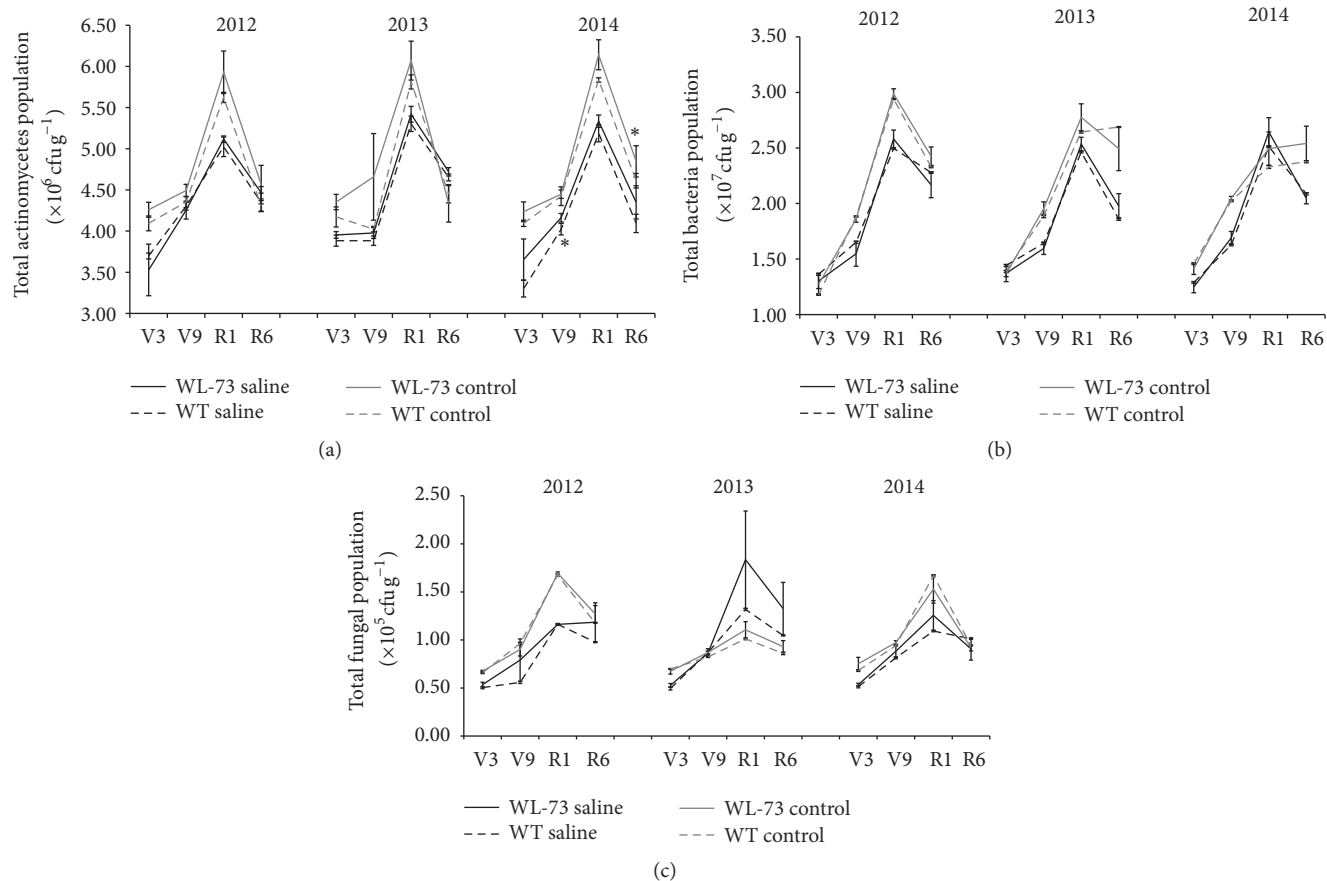 2012 2013 2014
Total actinomycetes population
(×10⁶ cfu g⁻¹)
6.50
6.00
5.50
5.00
4.50
4.00
3.50
3.00
*
*
V3 V9 R1 R6 V3 V9 R1 R6 V3 V9 R1 R6
WL-73 saline WL-73 control
WT saline WT control
(a)
2012 2013 2014
Total bacteria population
(×10⁷ cfu g⁻¹)
3.50
3.00
2.50
2.00
1.50
1.00
V3 V9 R1 R6 V3 V9 R1 R6 V3 V9 R1 R6
WL-73 saline WL-73 control
WT saline WT control
(b)
2012 2013 2014
Total fungal population
(×10⁵ cfu g⁻¹)
2.50
2.00
1.50
1.00
0.50
0.00
V3 V9 R1 R6 V3 V9 R1 R6 V3 V9 R1 R6
WL-73 saline WL-73 control
WT saline WT control
(c)